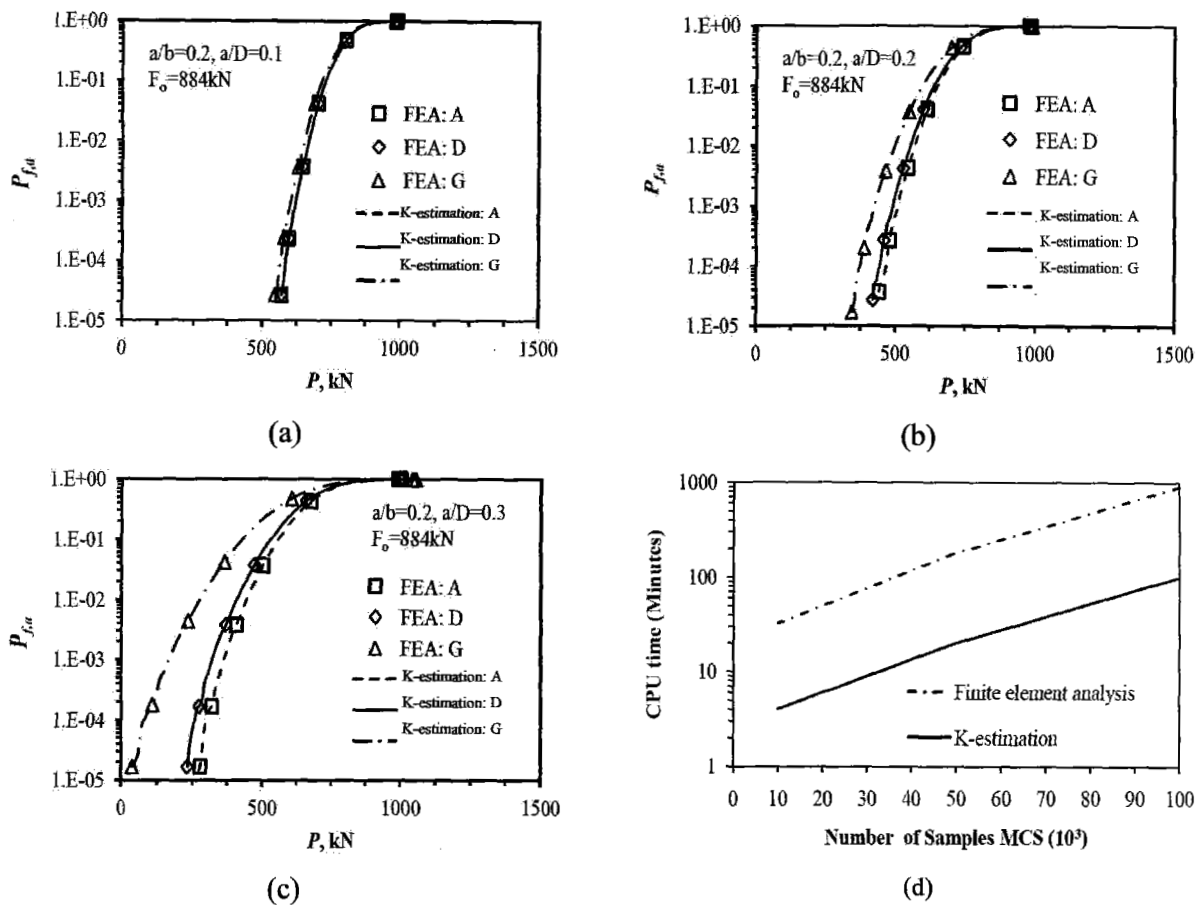 1.E+00
1.E-01
1.E-02
1.E-03
1.E-04
1.E-05
P_{f,a}
a/b=0.2, a/D=0.1
F_o=884kN
FEA: A
FEA: D
FEA: G
K-estimation: A
K-estimation: D
K-estimation: G
0 500 1000 1500
P, kN
(a)
1.E+00
1.E-01
1.E-02
1.E-03
1.E-04
1.E-05
P_{f,a}
a/b=0.2, a/D=0.2
F_o=884kN
FEA: A
FEA: D
FEA: G
K-estimation: A
K-estimation: D
K-estimation: G
0 500 1000 1500
P, kN
(b)
1.E+00
1.E-01
1.E-02
1.E-03
1.E-04
1.E-05
P_{f,a}
a/b=0.2, a/D=0.3
F_o=884kN
FEA: A
FEA: D
FEA: G
K-estimation: A
K-estimation: D
K-estimation: G
0 500 1000 1500
P, kN
(c)
1000
100
10
1
CPU time (Minutes)
Finite element analysis
K-estimation
0 10 20 30 40 50 60 70 80 90 100
Number of Samples MCS (10³)
(d)